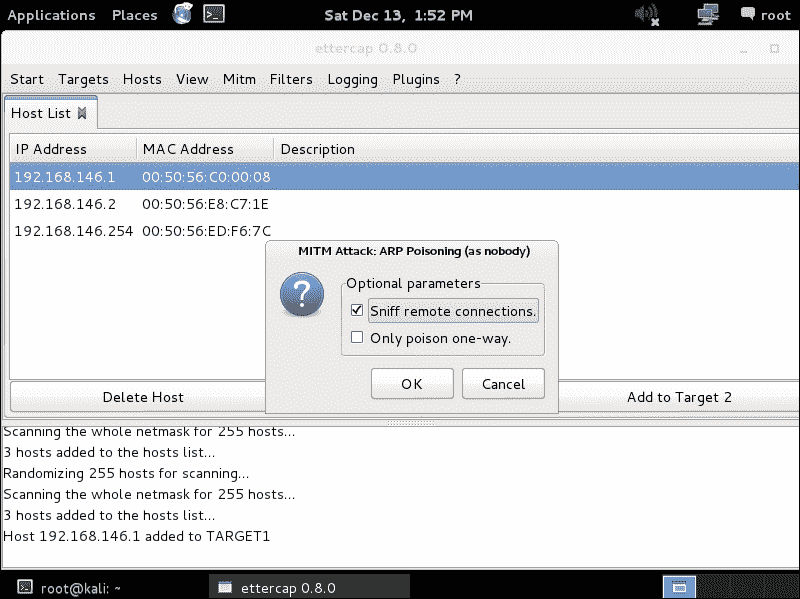 Applications Places Sat Dec 13, 1:52 PM root
ettercap 0.8.0
Start Targets Hosts View Mitm Filters Logging Plugins ?
Host List
IP Address MAC Address Description
192.168.146.1 00:50:56:C0:00:08
192.168.146.2 00:50:56:E8:C7:1E
192.168.146.254 00:50:56:ED:F6:7C
MITM Attack: ARP Poisoning (as nobody)
Optional parameters
Sniff remote connections.
Only poison one-way.
OK Cancel
Delete Host Add to Target 2
Scanning the whole netmask for 255 hosts...
3 hosts added to the hosts list...
Randomizing 255 hosts for scanning...
Scanning the whole netmask for 255 hosts...
3 hosts added to the hosts list...
Host 192.168.146.1 added to TARGET1
root@kali: ~ ettercap 0.8.0